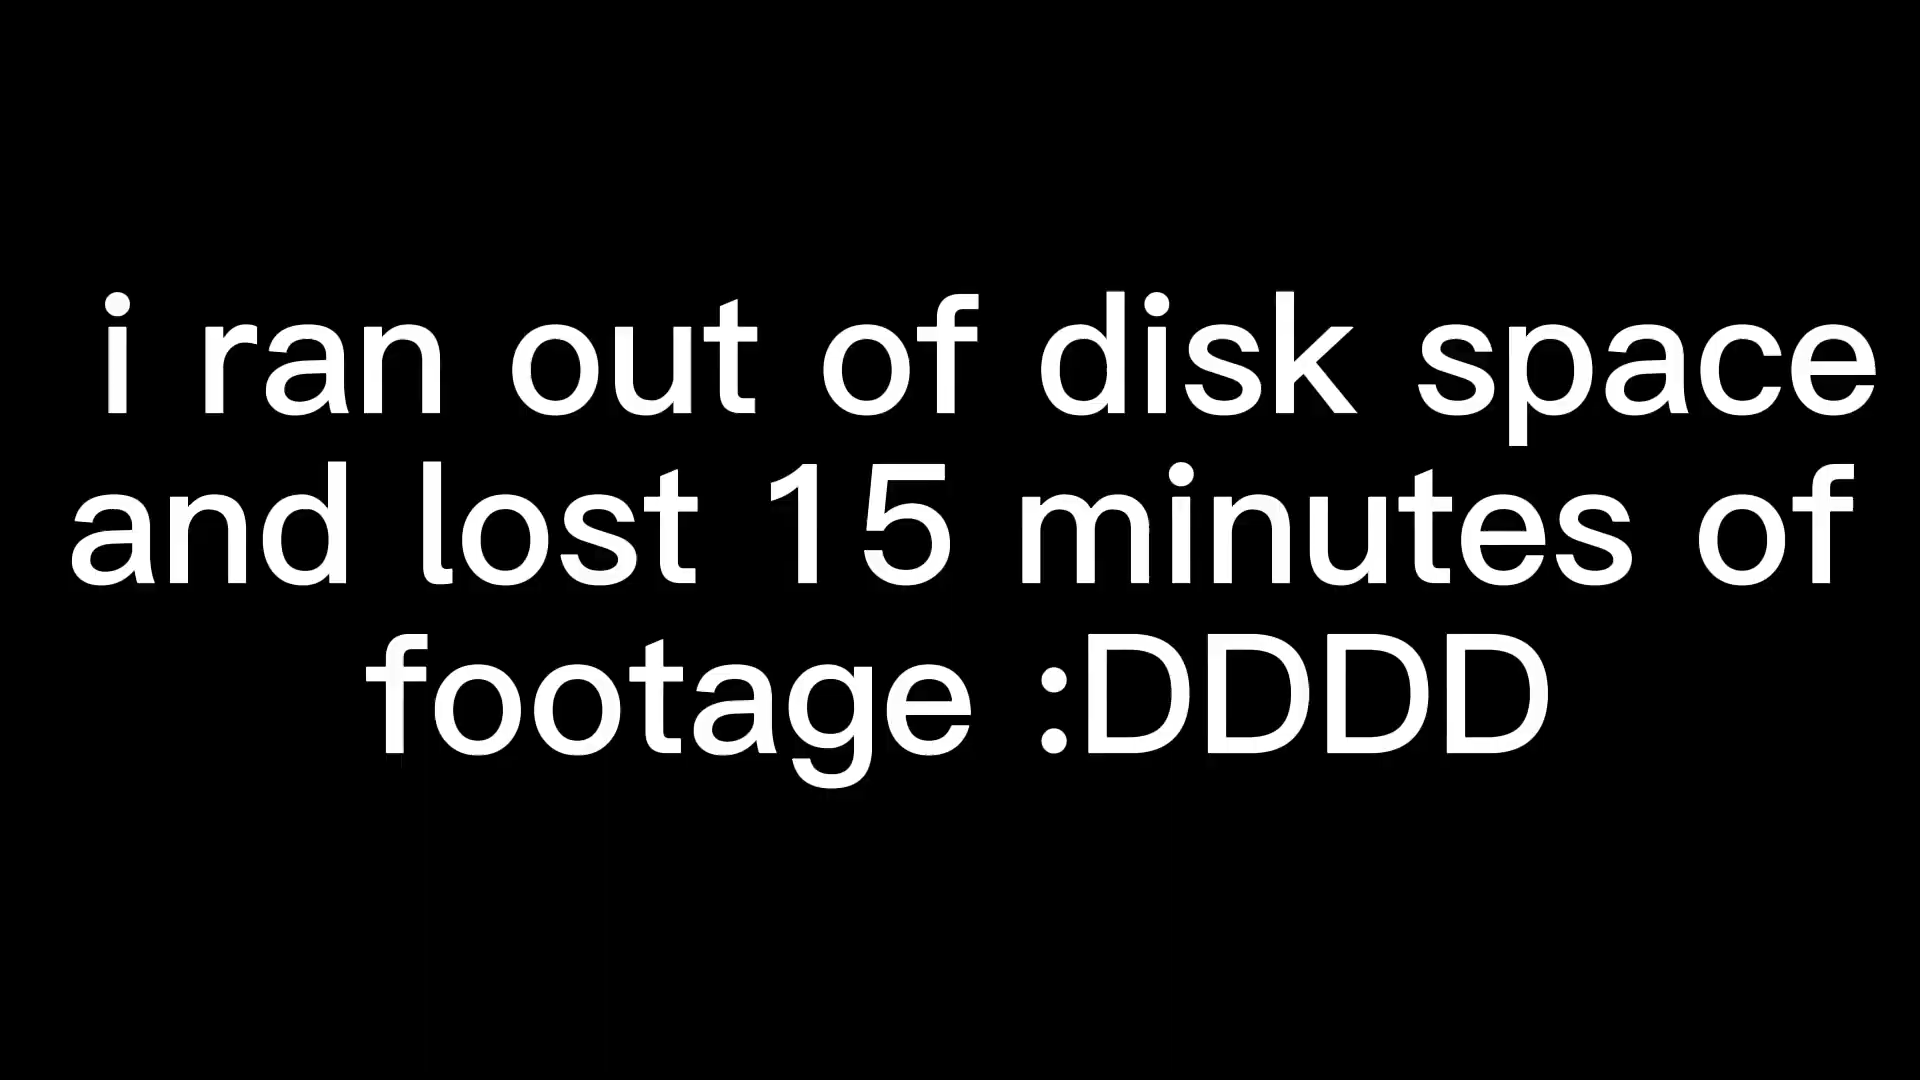 i ran out of disk space
and lost 15 minutes of
footage :DDDD